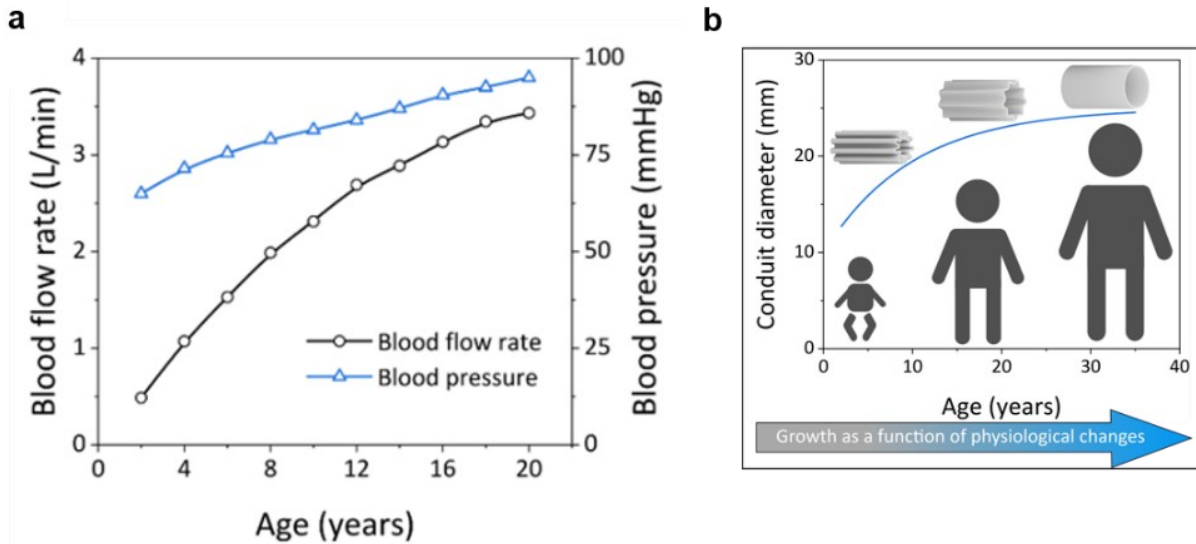 a
Blood flow rate (L/min)
4
3
2
1
0
Blood flow rate
Blood pressure
0
4
8
12
16
20
Age (years)
100
75
50
25
0
Blood pressure (mmHg)
b
Conduit diameter (mm)
30
20
10
0
0
10
20
30
40
Age (years)
Growth as a function of physiological changes